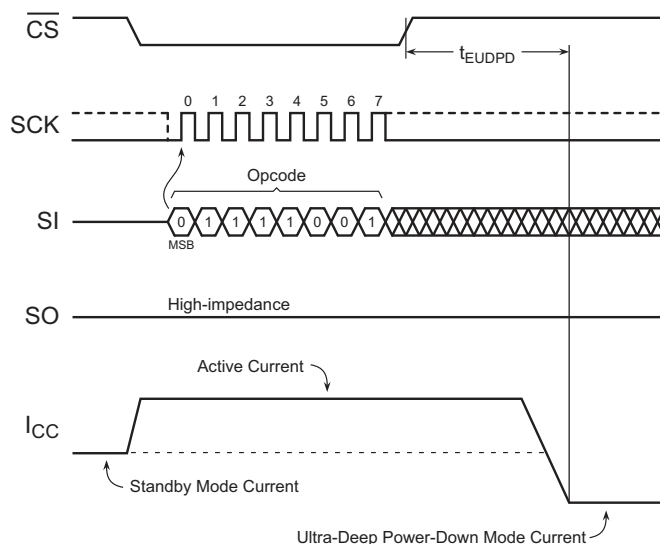 CS
tEUDPD
SCK
0 1 2 3 4 5 6 7
Opcode
SI
0 1 1 1 1 0 0 1
MSB
SO
High-impedance
Active Current
ICC
Standby Mode Current
Ultra-Deep Power-Down Mode Current